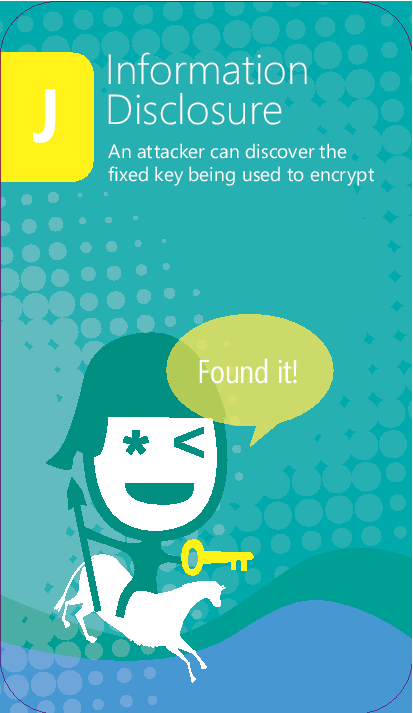 J
Information
Disclosure
An attacker can discover the
fixed key being used to encrypt
Found it!